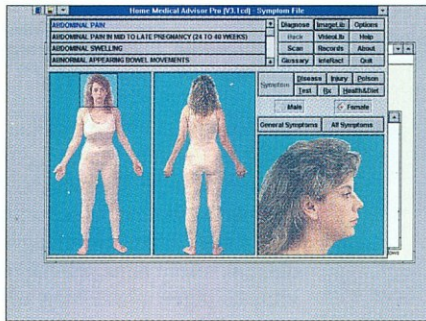 Home Medical Advisor Pro (V3.1cd) - Symptom File
ABDOMINAL PAIN
ABDOMINAL PAIN IN MID TO LATE PREGNANCY (24 TO 40 WEEKS)
ABDOMINAL SWELLING
ABNORMAL APPEARING BOWEL MOVEMENTS
Diagnose ImageLib Options
Back VideoLib Help
Scan Records About
Glossary InteRact Quit
Symptom Disease Injury Poison
Test Rx Health&Diet
Male Female
General Symptoms All Symptoms